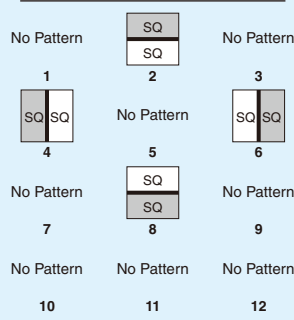 No Pattern SQ SQ No Pattern
1 2 3
SQ SQ No Pattern SQ SQ
4 5 6
No Pattern SQ SQ No Pattern
7 8 9
No Pattern No Pattern No Pattern
10 11 12